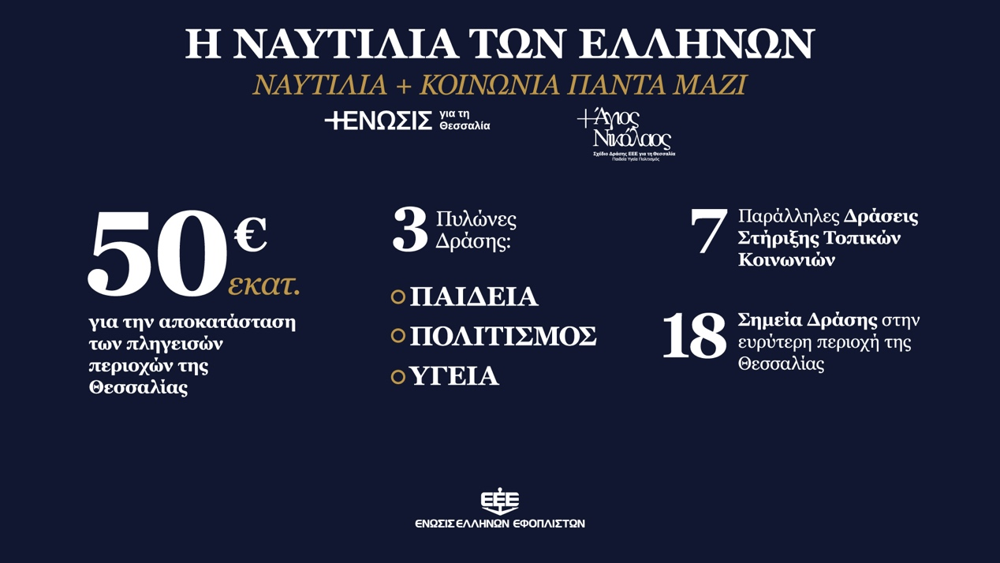 Η ΝΑΥΤΙΛΙΑ ΤΩΝ ΕΛΛΗΝΩΝ
ΝΑΥΤΙΛΙΑ + ΚΟΙΝΩΝΙΑ ΠΑΝΤΑ ΜΑΖΙ
+ΕΝΩΣΙΣ για τη
Θεσσαλία
+Άγιος
Νικόλαος
Σχέδιο Δράσης ΕΕΕ για τη Θεσσαλία
Παιδεία Υγεία Πολιτισμός
50€
εκατ.
για την αποκατάσταση
των πληγεισών
περιοχών της
Θεσσαλίας
3 Πυλώνες
Δράσης:
ΠΑΙΔΕΙΑ
ΠΟΛΙΤΙΣΜΟΣ
ΥΓΕΙΑ
7 Παράλληλες Δράσεις
Στήριξης Τοπικών
Κοινωνιών
18 Σημεία Δράσης στην
ευρύτερη περιοχή της
Θεσσαλίας
ΕΕΕ
ΕΝΩΣΙΣ ΕΛΛΗΝΩΝ ΕΦΟΠΛΙΣΤΩΝ